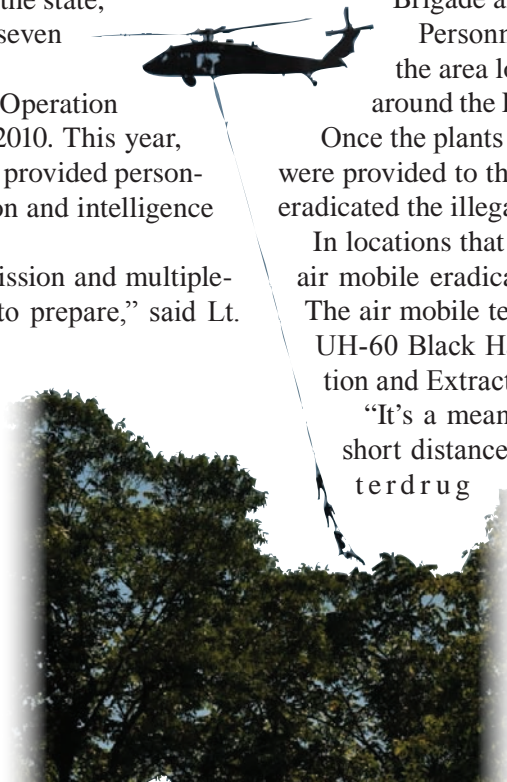 the state,
seven
Operation
2010. This year,
provided person-
on and intelligence
ission and multiple-
to prepare,” said Lt.
Brigade a
Personn
the area lo
around the
Once the plants
were provided to th
eradicated the illega
In locations that
air mobile eradica
The air mobile te
UH-60 Black H
tion and Extract
“It’s a mean
short distance
terdrug